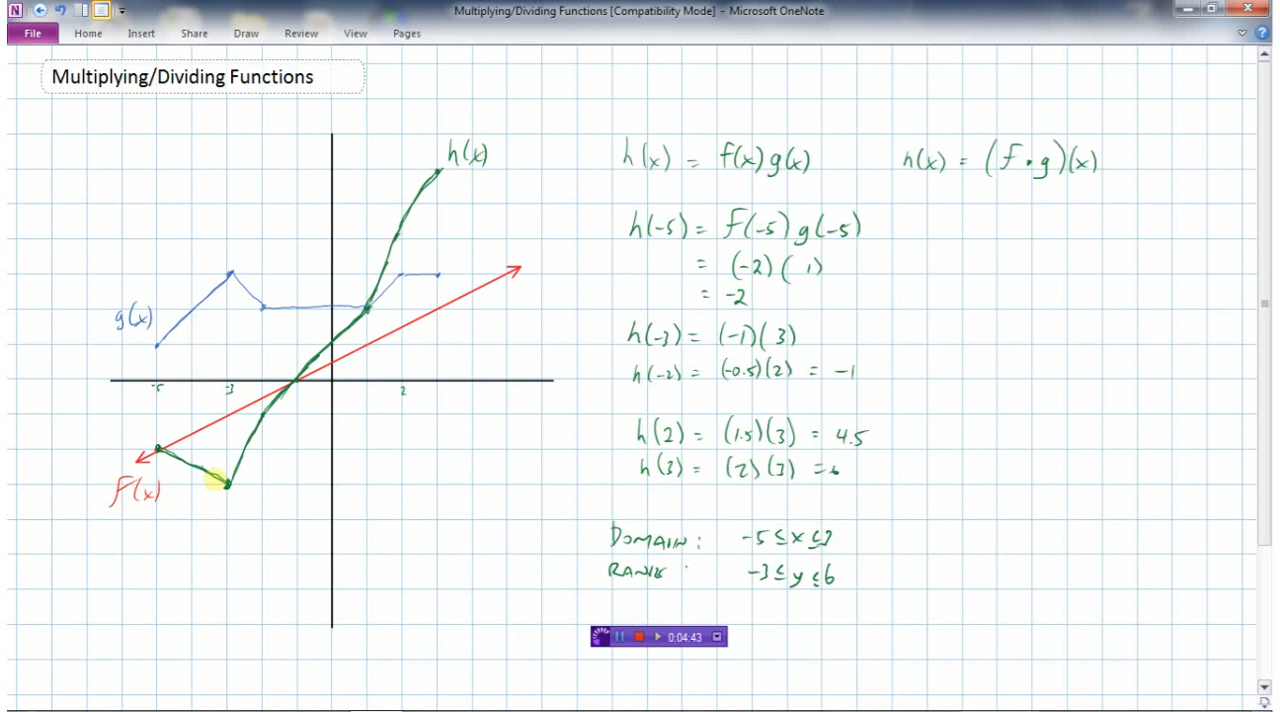 Multiplying/Dividing Functions [Compatibility Mode] - Microsoft OneNote
File Home Insert Share Draw Review View Pages
Multiplying/Dividing Functions
h(x)
g(x)
-5 -3 2
F(x)
h(x) = f(x)g(x)
h(x) = (f•g)(x)
h(-5) = f(-5)g(-5)
= (-2)(1)
= -2
h(-3) = (-1)(3)
h(-2) = (-0.5)(2) = -1
h(2) = (1.5)(3) = 4.5
h(3) = (2)(3) = 6
DOMAIN: -5 ≤ x ≤ 3
RANGE : -3 ≤ y ≤ 6
0:04:43